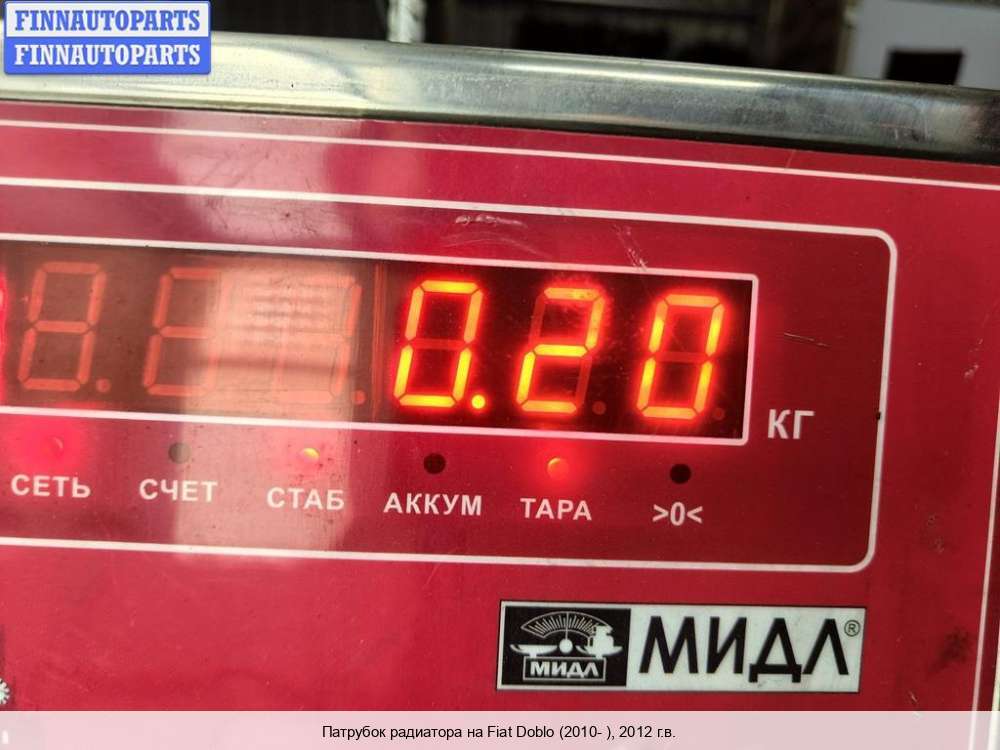 FINNAUTOPARTS
FINNAUTOPARTS
0.20
КГ
СЕТЬ СЧЕТ СТАБ АККУМ ТАРА >0<
МИДЛ МИДЛ®
Патрубок радиатора на Fiat Doblo (2010- ), 2012 г.в.